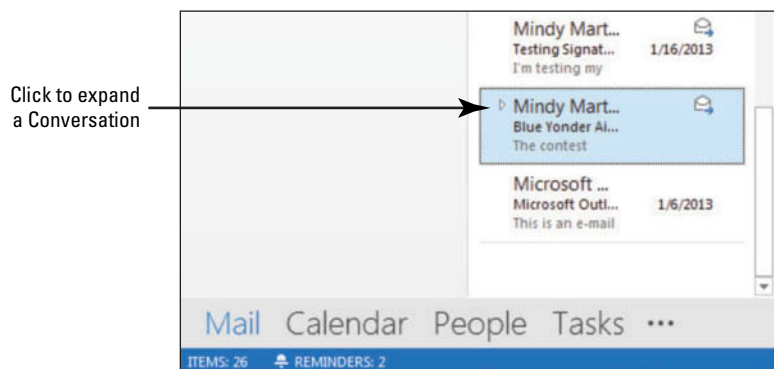 Mindy Mart...
Testing Signat... 1/16/2013
I'm testing my
Click to expand
a Conversation
Mindy Mart...
Blue Yonder Ai...
The contest
Microsoft ...
Microsoft Outl... 1/6/2013
This is an e-mail
Mail Calendar People Tasks •••
ITEMS: 26 REMINDERS: 2